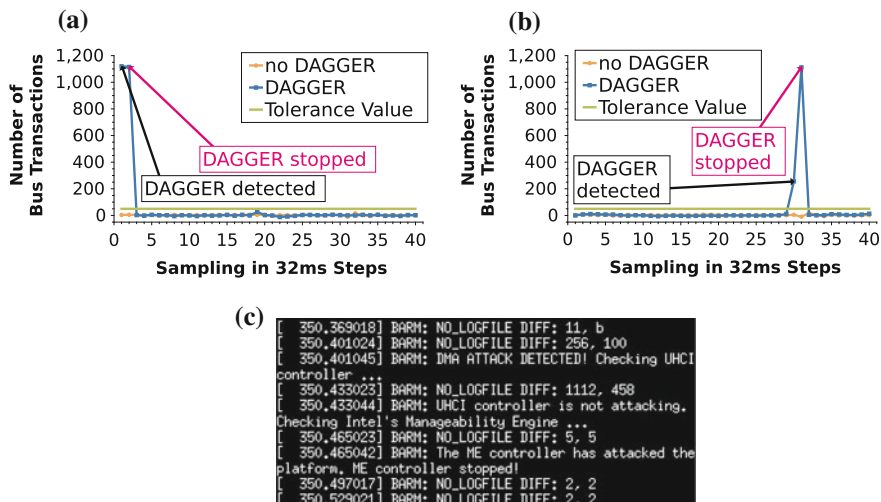 (a)
Number of
Bus Transactions
1,200
1,000
800
600
400
200
0
no DAGGER
DAGGER
Tolerance Value
DAGGER stopped
DAGGER detected
0 5 10 15 20 25 30 35 40
Sampling in 32ms Steps
(b)
Number of
Bus Transactions
1,200
1,000
800
600
400
200
0
no DAGGER
DAGGER
Tolerance Value
DAGGER
stopped
DAGGER
detected
0 5 10 15 20 25 30 35 40
Sampling in 32ms Steps
(c)
[ 350.369018] BARM: NO_LOGFILE DIFF: 11, b
[ 350.401024] BARM: NO_LOGFILE DIFF: 256, 100
[ 350.401045] BARM: DMA ATTACK DETECTED! Checking UHCI
controller ...
[ 350.433023] BARM: NO_LOGFILE DIFF: 1112, 458
[ 350.433044] BARM: UHCI controller is not attacking.
Checking Intel's Manageability Engine ...
[ 350.465023] BARM: NO_LOGFILE DIFF: 5, 5
[ 350.465042] BARM: The ME controller has attacked the
platform. ME controller stopped!
[ 350.497017] BARM: NO_LOGFILE DIFF: 2, 2
[ 350.529021] BARM: NO_LOGFILE DIFF: 2, 2